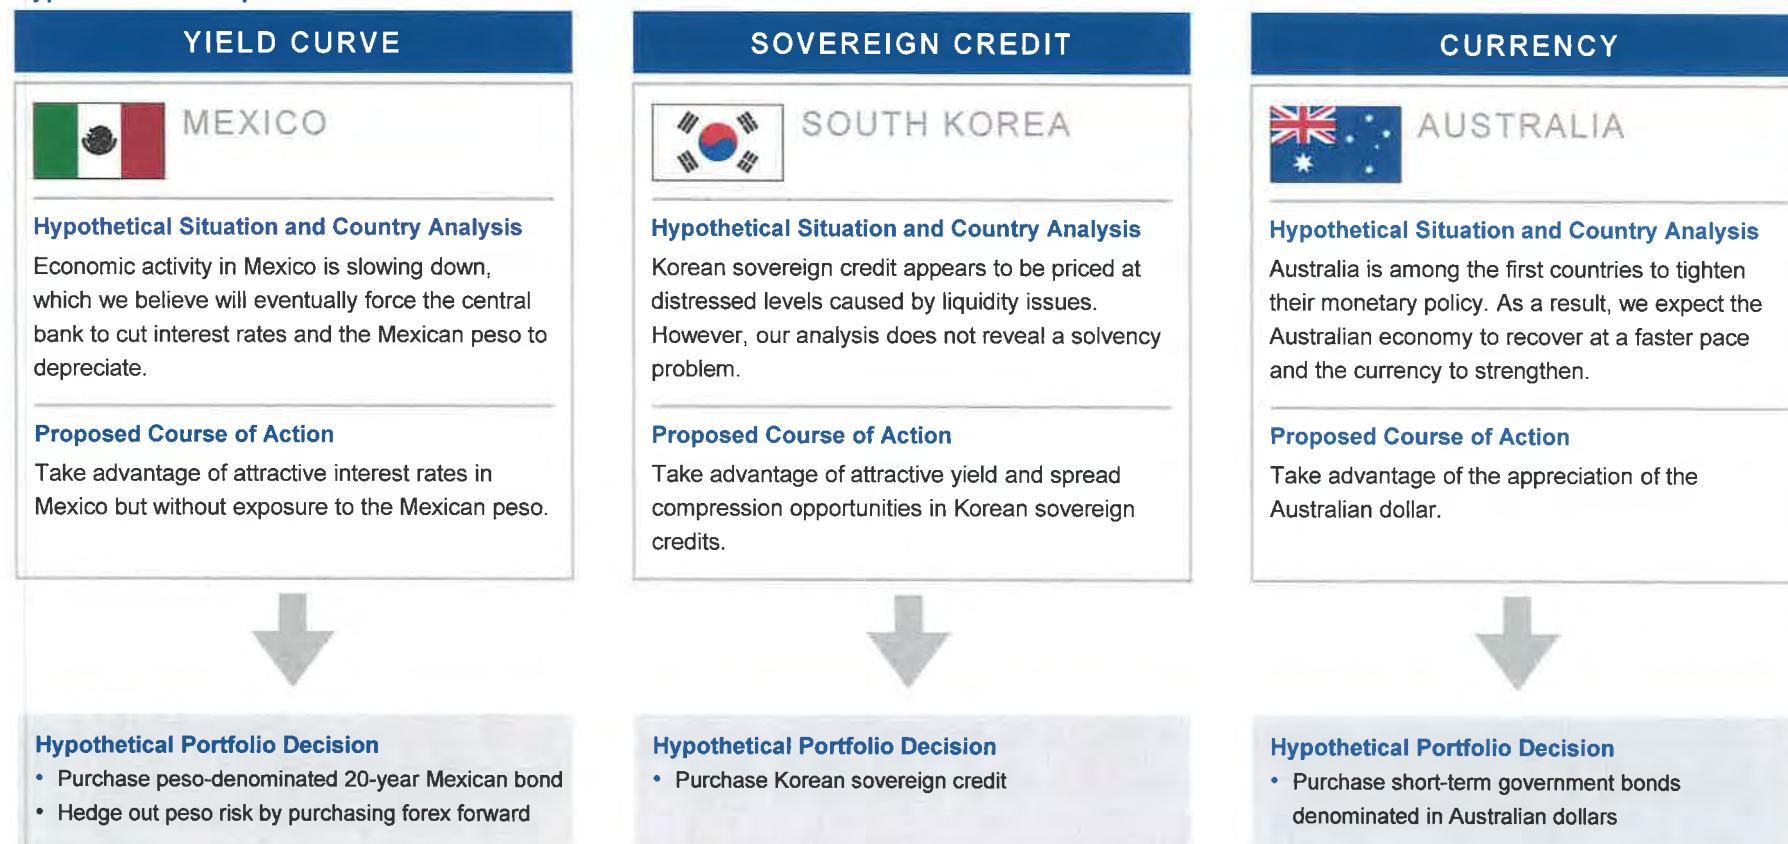 YIELD CURVE
MEXICO
Hypothetical Situation and Country Analysis
Economic activity in Mexico is slowing down,
which we believe will eventually force the central
bank to cut interest rates and the Mexican peso to
depreciate.
Proposed Course of Action
Take advantage of attractive interest rates in
Mexico but without exposure to the Mexican peso.
Hypothetical Portfolio Decision
• Purchase peso-denominated 20-year Mexican bond
• Hedge out peso risk by purchasing forex forward
SOVEREIGN CREDIT
SOUTH KOREA
Hypothetical Situation and Country Analysis
Korean sovereign credit appears to be priced at
distressed levels caused by liquidity issues.
However, our analysis does not reveal a solvency
problem.
Proposed Course of Action
Take advantage of attractive yield and spread
compression opportunities in Korean sovereign
credits.
Hypothetical Portfolio Decision
• Purchase Korean sovereign credit
CURRENCY
AUSTRALIA
Hypothetical Situation and Country Analysis
Australia is among the first countries to tighten
their monetary policy. As a result, we expect the
Australian economy to recover at a faster pace
and the currency to strengthen.
Proposed Course of Action
Take advantage of the appreciation of the
Australian dollar.
Hypothetical Portfolio Decision
• Purchase short-term government bonds
denominated in Australian dollars